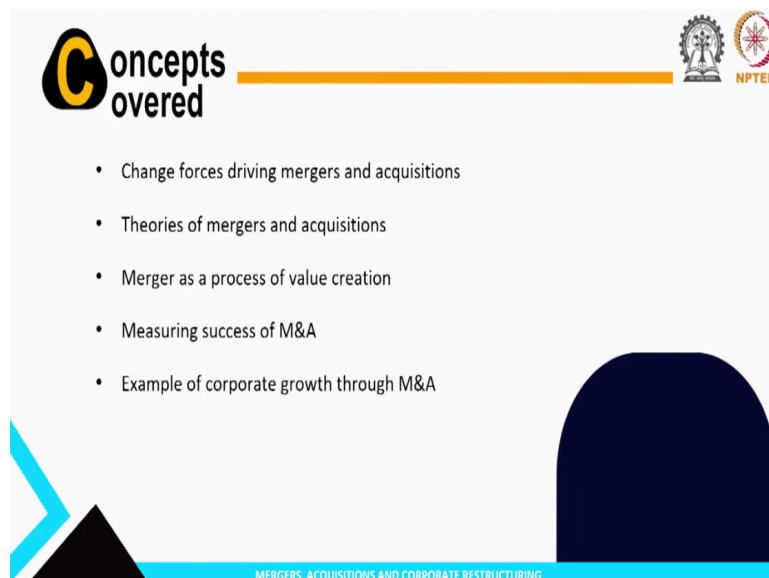 Concepts
Covered
NPTEL
• Change forces driving mergers and acquisitions
• Theories of mergers and acquisitions
• Merger as a process of value creation
• Measuring success of M&A
• Example of corporate growth through M&A
MERGERS, ACQUISITIONS AND CORPORATE RESTRUCTURING